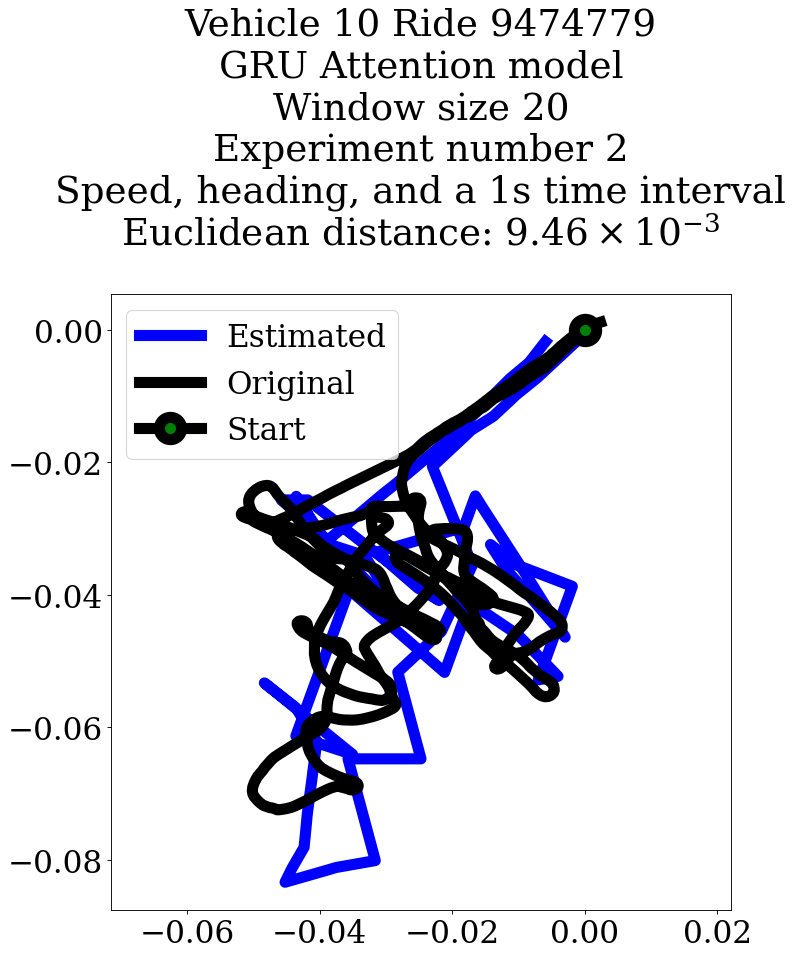 Vehicle 10 Ride 9474779
GRU Attention model
Window size 20
Experiment number 2
Speed, heading, and a 1s time interval
Euclidean distance: 9.46 × 10⁻³
Estimated
Original
Start
0.00
−0.02
−0.04
−0.06
−0.08
−0.06 −0.04 −0.02 0.00 0.02